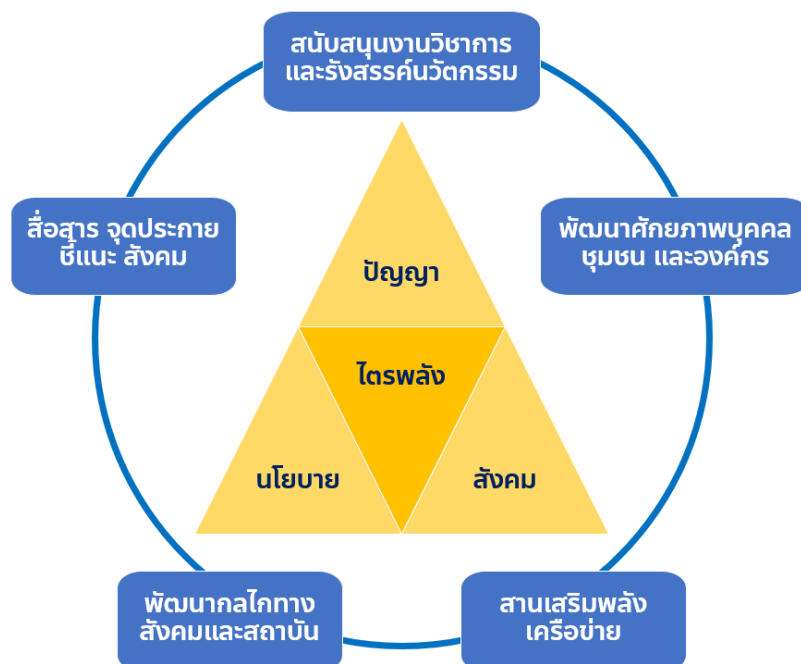 สนับสนุนงานวิชาการ
และรังสรรค์นวัตกรรม
สื่อสาร จุดประกาย
ชี้แนะ สังคม
พัฒนาศักยภาพบุคคล
ชุมชน และองค์กร
ปัญญา
ไตรพลัง
นโยบาย
สังคม
พัฒนากลไกทาง
สังคมและสถาบัน
สานเสริมพลัง
เครือข่าย